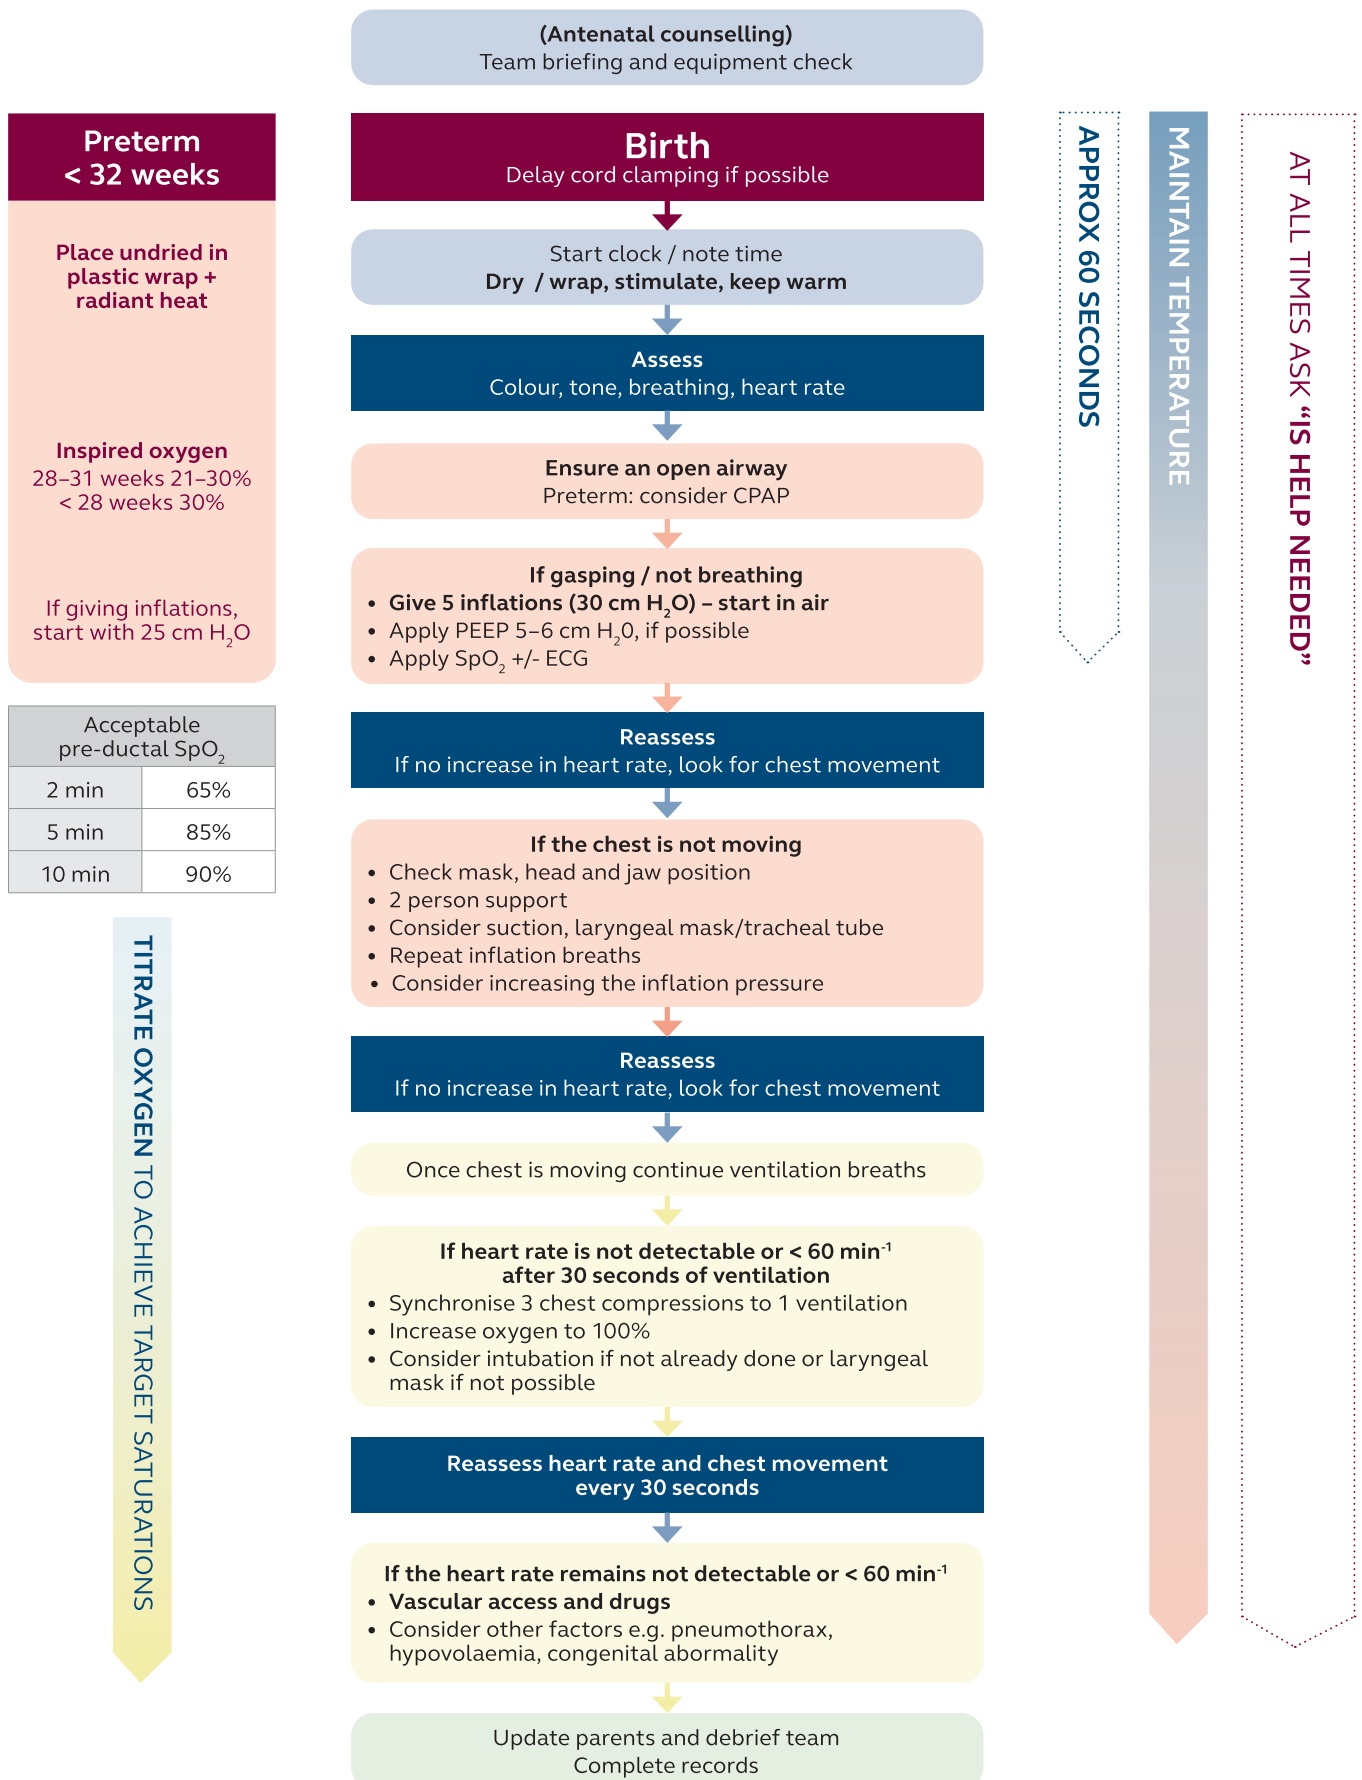 (Antenatal counselling)
Team briefing and equipment check
Preterm
< 32 weeks
Place undried in
plastic wrap +
radiant heat
Inspired oxygen
28–31 weeks 21–30%
< 28 weeks 30%
If giving inflations,
start with 25 cm H₂O
Acceptable
pre-ductal SpO₂
2 min 65%
5 min 85%
10 min 90%
TITRATE OXYGEN TO ACHIEVE TARGET SATURATIONS
Birth
Delay cord clamping if possible
Start clock / note time
Dry / wrap, stimulate, keep warm
Assess
Colour, tone, breathing, heart rate
Ensure an open airway
Preterm: consider CPAP
If gasping / not breathing
• Give 5 inflations (30 cm H₂O) – start in air
• Apply PEEP 5–6 cm H₂0, if possible
• Apply SpO₂ +/- ECG
Reassess
If no increase in heart rate, look for chest movement
If the chest is not moving
• Check mask, head and jaw position
• 2 person support
• Consider suction, laryngeal mask/tracheal tube
• Repeat inflation breaths
• Consider increasing the inflation pressure
Reassess
If no increase in heart rate, look for chest movement
Once chest is moving continue ventilation breaths
If heart rate is not detectable or < 60 min⁻¹
after 30 seconds of ventilation
• Synchronise 3 chest compressions to 1 ventilation
• Increase oxygen to 100%
• Consider intubation if not already done or laryngeal
mask if not possible
Reassess heart rate and chest movement
every 30 seconds
If the heart rate remains not detectable or < 60 min⁻¹
• Vascular access and drugs
• Consider other factors e.g. pneumothorax,
hypovolaemia, congenital abormality
Update parents and debrief team
Complete records
APPROX 60 SECONDS
MAINTAIN TEMPERATURE
AT ALL TIMES ASK “IS HELP NEEDED”